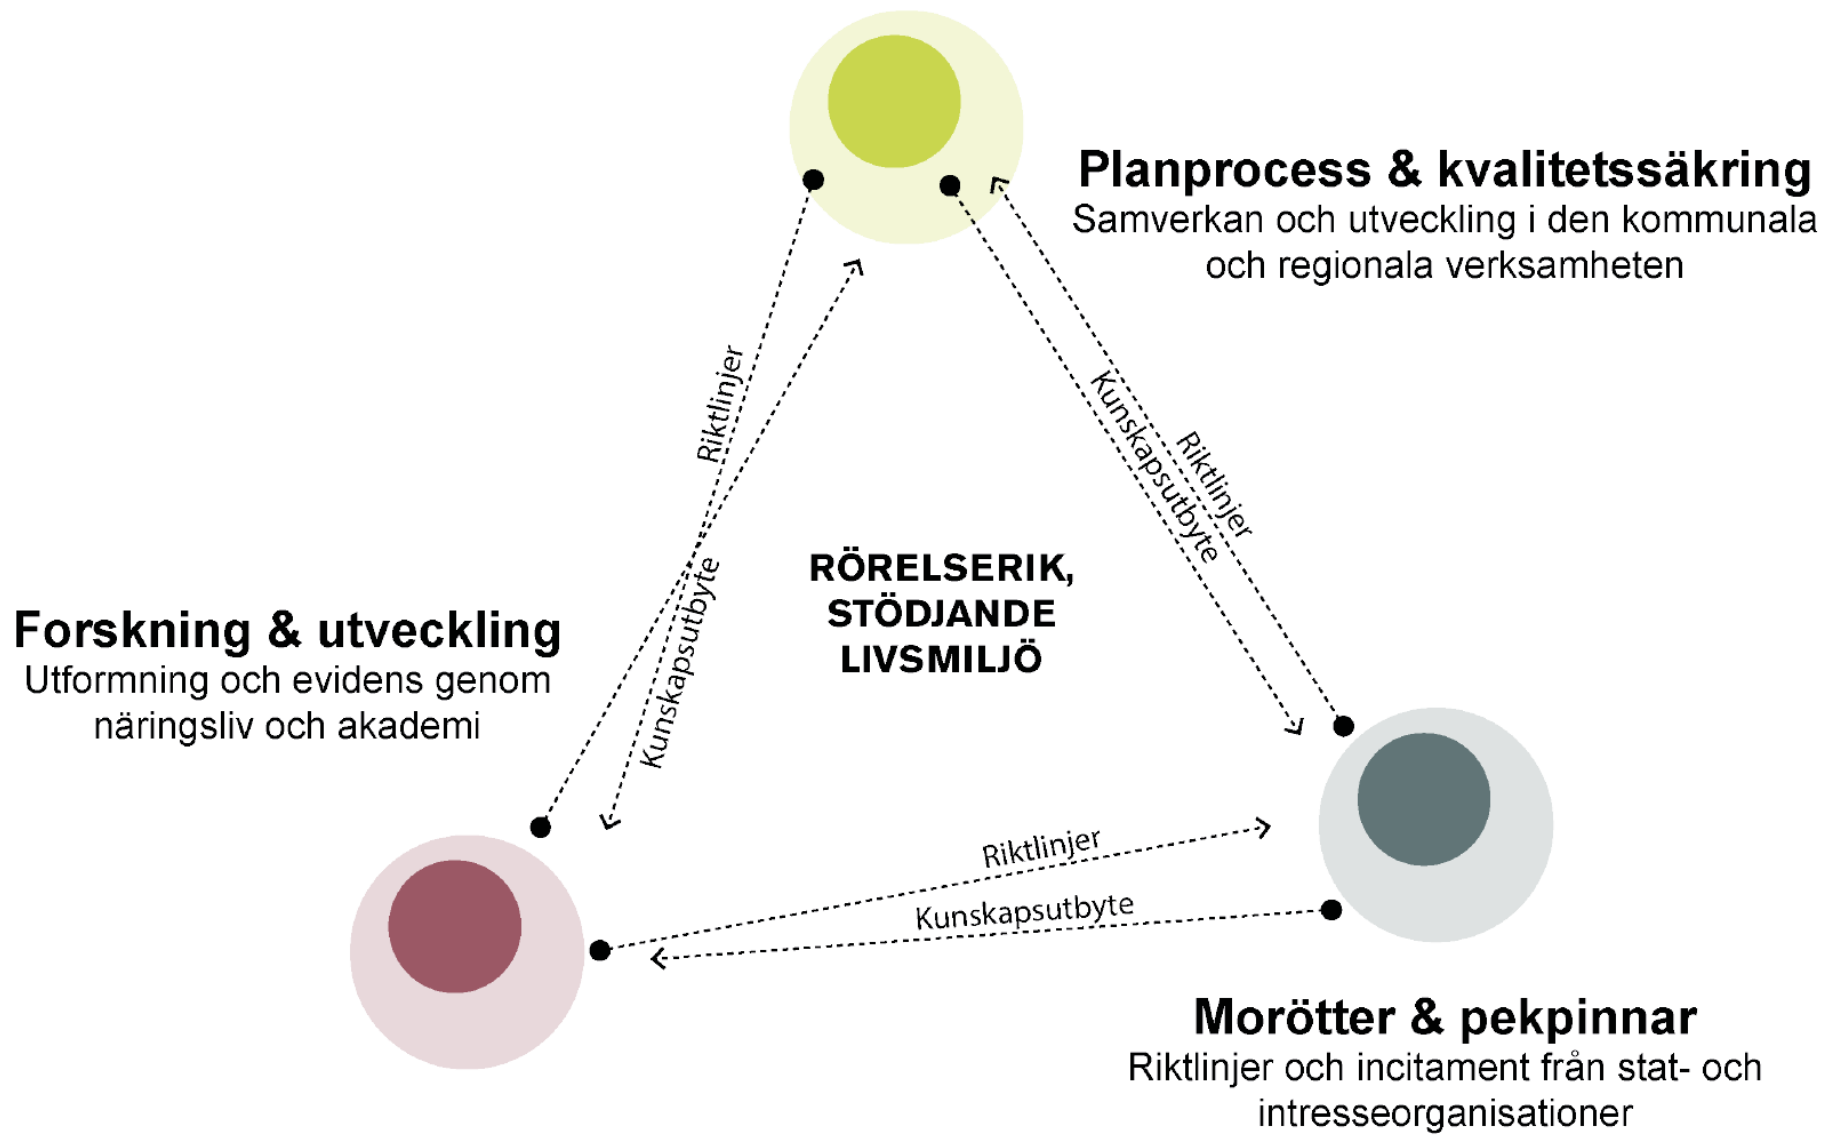 Planprocess & kvalitetssäkring
Samverkan och utveckling i den kommunala
och regionala verksamheten
Riktlinjer
Kunskapsutbyte
Kunskapsutbyte
Riktlinjer
RÖRELSERIK,
STÖDJANDE
LIVSMILJÖ
Forskning & utveckling
Utformning och evidens genom
näringsliv och akademi
Riktlinjer
Kunskapsutbyte
Morötter & pekpinnar
Riktlinjer och incitament från stat- och
intresseorganisationer